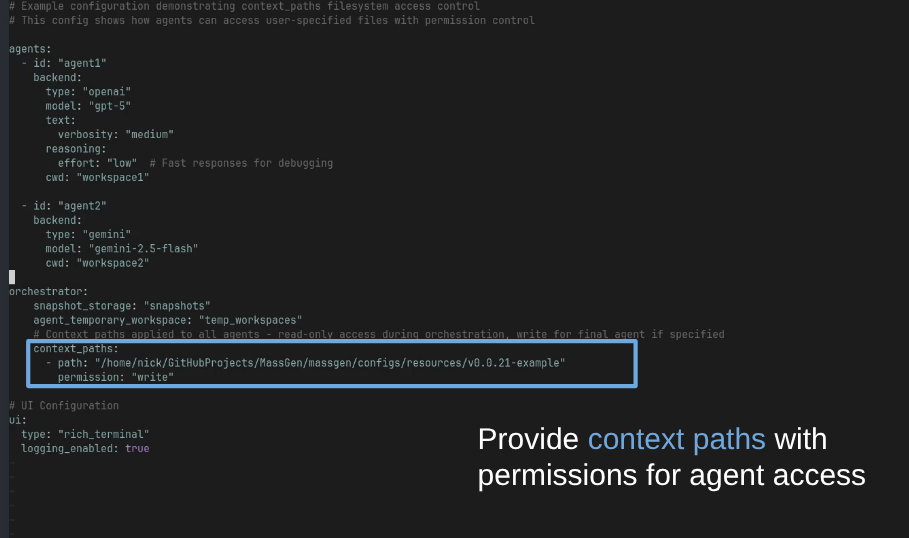 # Example configuration demonstrating context_paths filesystem access control
# This config shows how agents can access user-specified files with permission control
agents:
  - id: "agent1"
    backend:
      type: "openai"
      model: "gpt-5"
      text:
        verbosity: "medium"
      reasoning:
        effort: "low"  # Fast responses for debugging
      cwd: "workspace1"
  - id: "agent2"
    backend:
      type: "gemini"
      model: "gemini-2.5-flash"
      cwd: "workspace2"
orchestrator:
    snapshot_storage: "snapshots"
    agent_temporary_workspace: "temp_workspaces"
    # Context paths applied to all agents - read-only access during orchestration, write for final agent if specified
    context_paths:
      - path: "/home/nick/GitHubProjects/MassGen/massgen/configs/resources/v0.0.21-example"
        permission: "write"
# UI Configuration
ui:
  type: "rich_terminal"
  logging_enabled: true
Provide context paths with
permissions for agent access
~
~
~
~
~
~